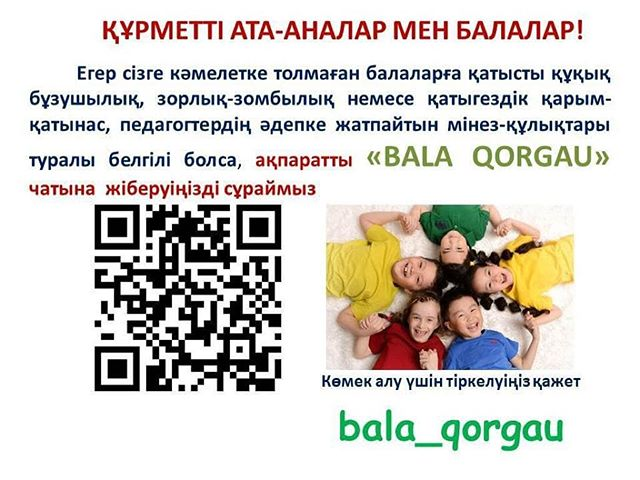 ҚҰРМЕТТІ АТА-АНАЛАР МЕН БАЛАЛАР!
Егер сізге кәмелетке толмаған балаларға қатысты құқық
бұзушылық, зорлық-зомбылық немесе қатыгездік қарым-
қатынас, педагогтердің әдепке жатпайтын мінез-құлықтары
туралы белгілі болса, ақпаратты «BALA QORGAU»
чатына жіберуіңізді сұраймыз
Көмек алу үшін тіркелуіңіз қажет
bala_qorgau